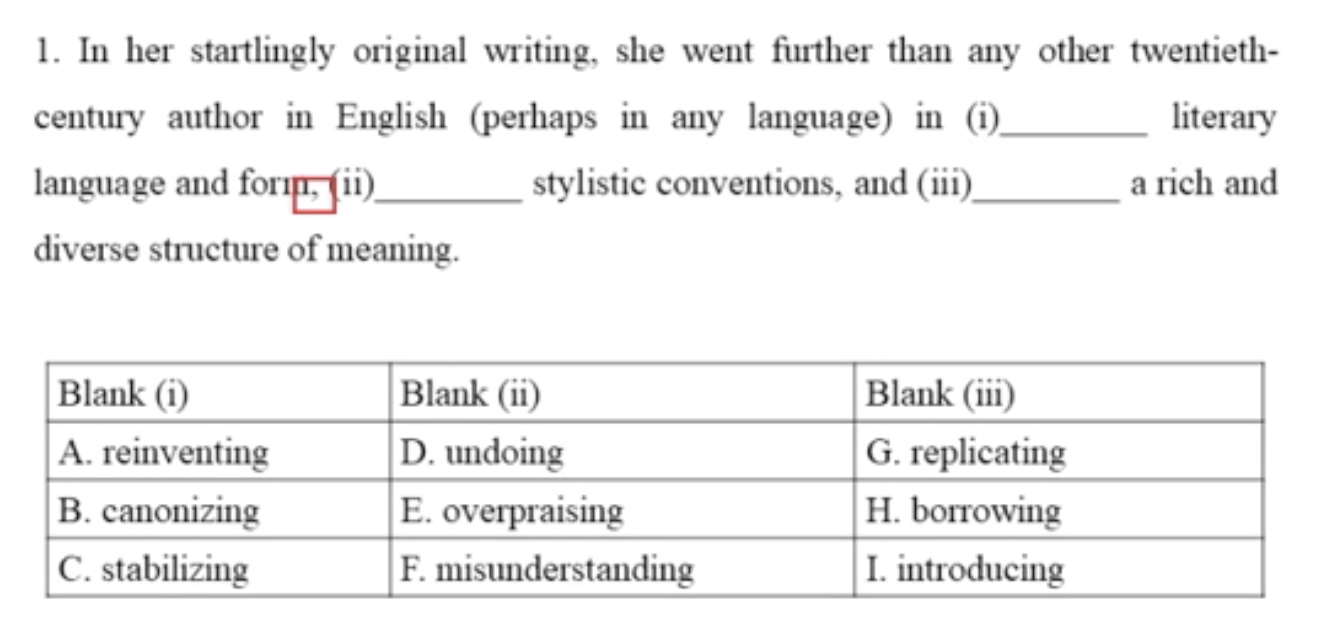 1. In her startlingly original writing, she went further than any other twentieth-
century author in English (perhaps in any language) in (i)________ literary
language and form, (ii)________ stylistic conventions, and (iii)________ a rich and
diverse structure of meaning.
Blank (i) Blank (ii) Blank (iii)
A. reinventing D. undoing G. replicating
B. canonizing E. overpraising H. borrowing
C. stabilizing F. misunderstanding I. introducing